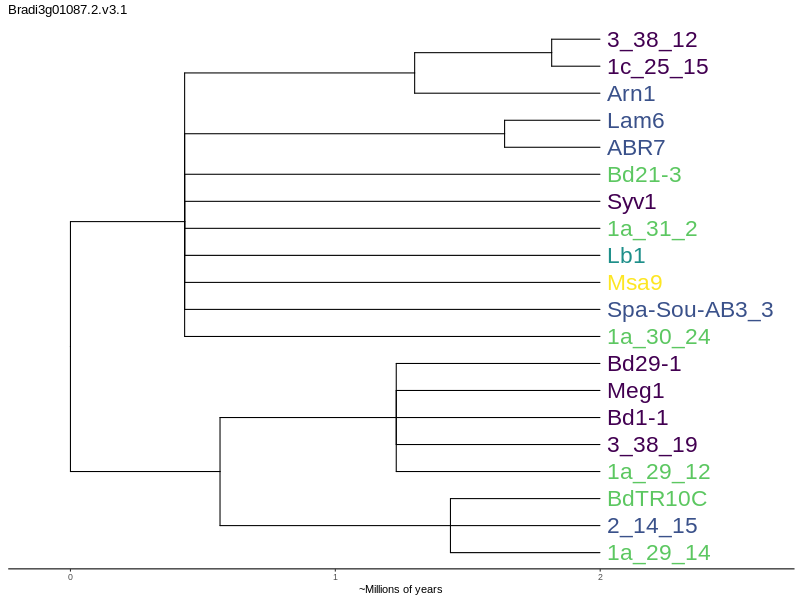 Bradi3g01087.2.v3.1
3_38_12
1c_25_15
Arn1
Lam6
ABR7
Bd21-3
Syv1
1a_31_2
Lb1
Msa9
Spa-Sou-AB3_3
1a_30_24
Bd29-1
Meg1
Bd1-1
3_38_19
1a_29_12
BdTR10C
2_14_15
1a_29_14
0 1 2
~Millions of years